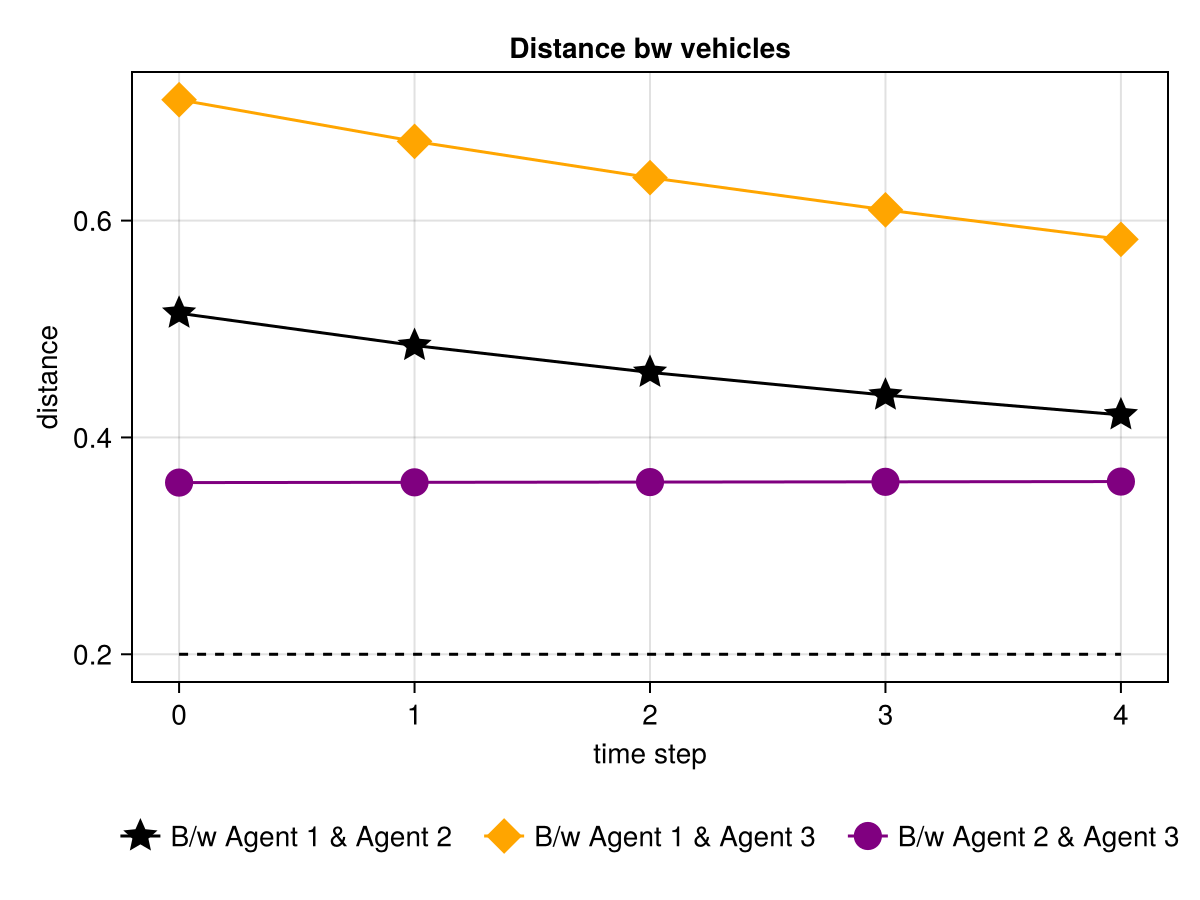 Distance bw vehicles
distance
0.6
0.4
0.2
0 1 2 3 4
time step
B/w Agent 1 & Agent 2 B/w Agent 1 & Agent 3 B/w Agent 2 & Agent 3